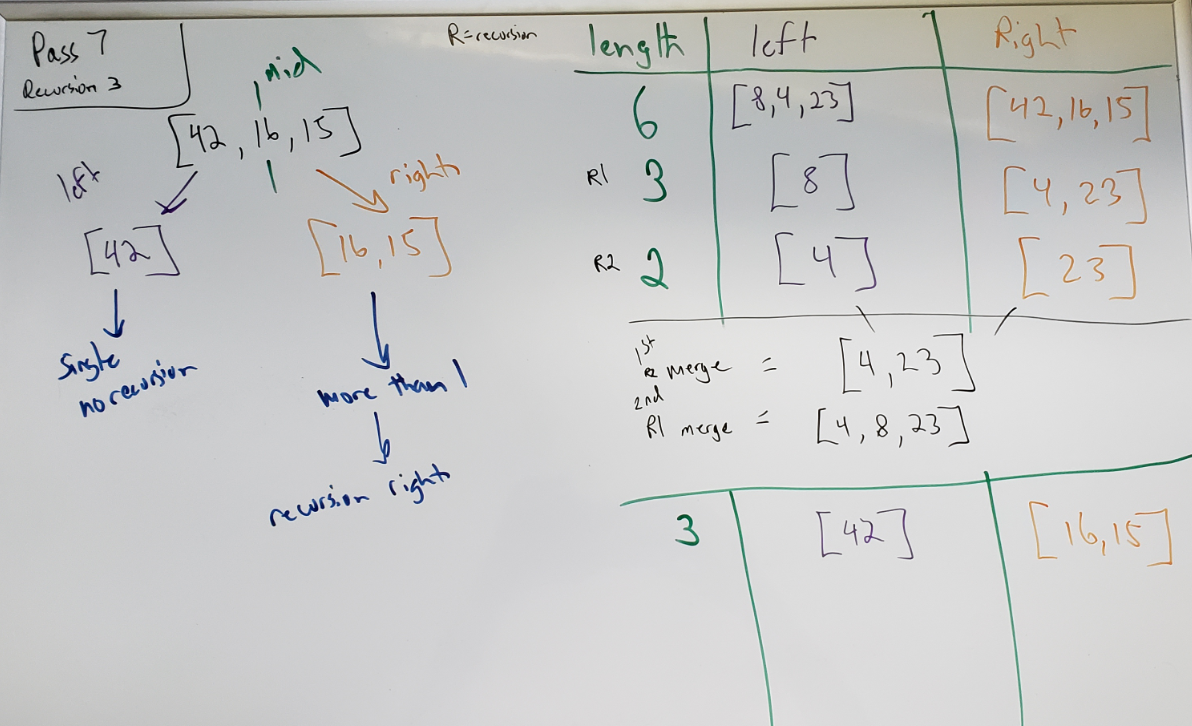 Pass 7
Recursion 3
mid
[42, 16, 15]
1
left
right
[42]
[16, 15]
Single
no recursion
more than 1
recursion right
R=recursion
length left Right
6 [8,4,23] [42,16,15]
R1 3 [8] [4,23]
R2 2 [4] [23]
1st
R2 merge = [4,23]
2nd
R1 merge = [4,8,23]
3 [42] [16,15]